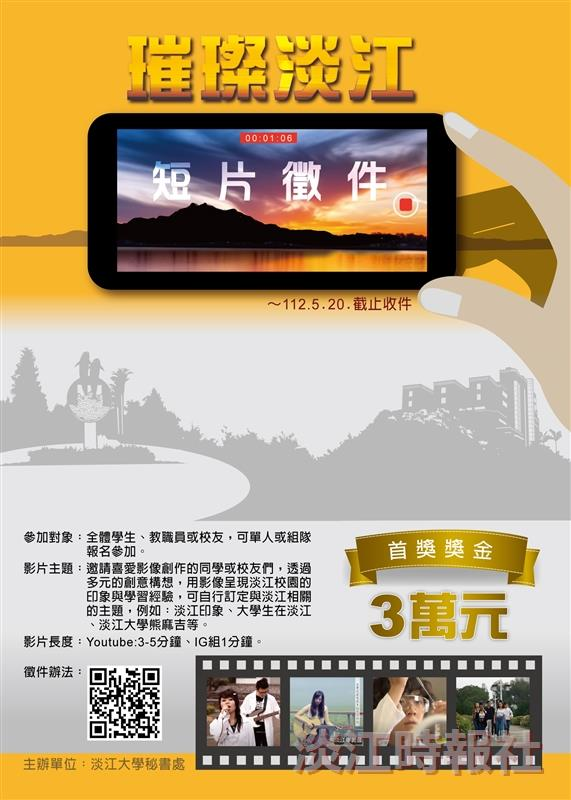 璀璨淡江
00:01:06
短片徵件
～112.5.20.截止收件
參加對象：全體學生、教職員或校友，可單人或組隊
報名參加。
影片主題：邀請喜愛影像創作的同學或校友們，透過
多元的創意構想，用影像呈現淡江校園的
印象與學習經驗，可自行訂定與淡江相關
的主題，例如：淡江印象、大學生在淡江
、淡江大學熊麻吉等。
影片長度：Youtube:3-5分鐘、IG組1分鐘。
徵件辦法：
首獎獎金
3萬元
主辦單位：淡江大學秘書處
淡江時報社